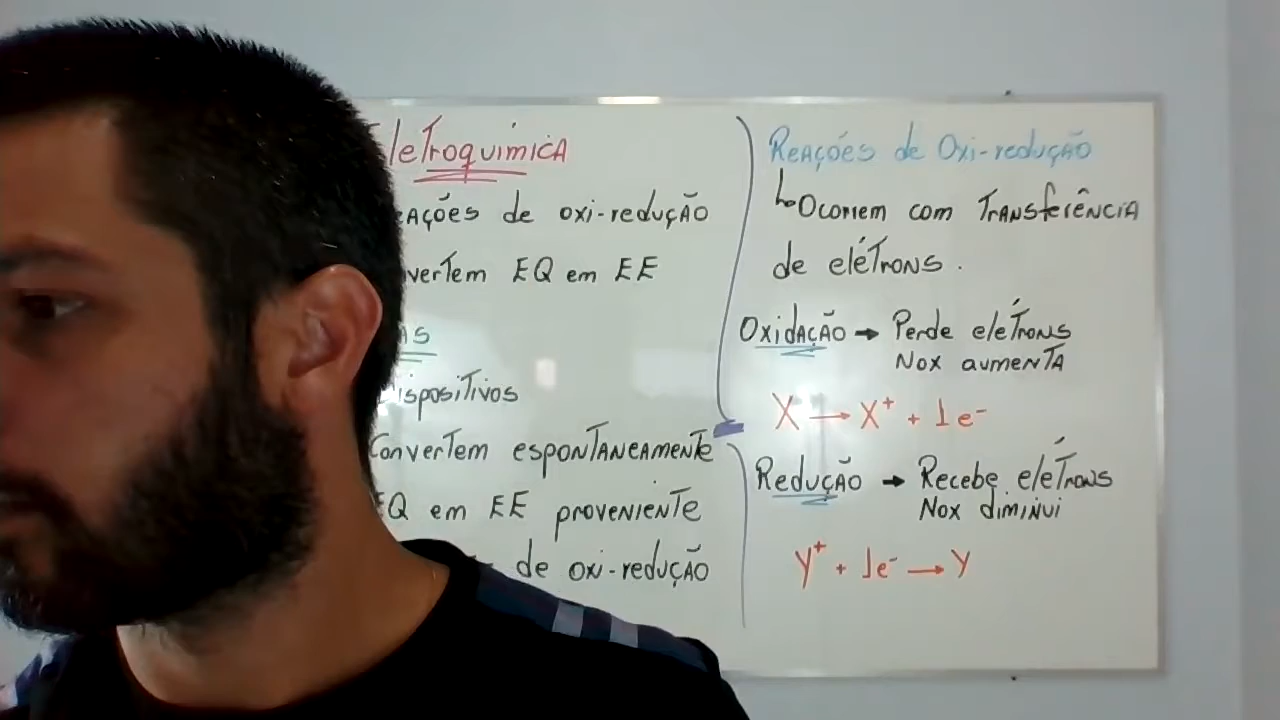 Eletroquímica
Reações de oxi-redução
Convertem EQ em EE
Dispositivos
Convertem espontaneamente
EQ em EE proveniente
de oxi-redução
Reações de Oxi-redução
↳ Ocorrem com Transferência
de elétrons.
Oxidação → Perde elétrons
Nox aumenta
X → X⁺ + 1e⁻
Redução → Recebe elétrons
Nox diminui
Y⁺ + 1e⁻ → Y